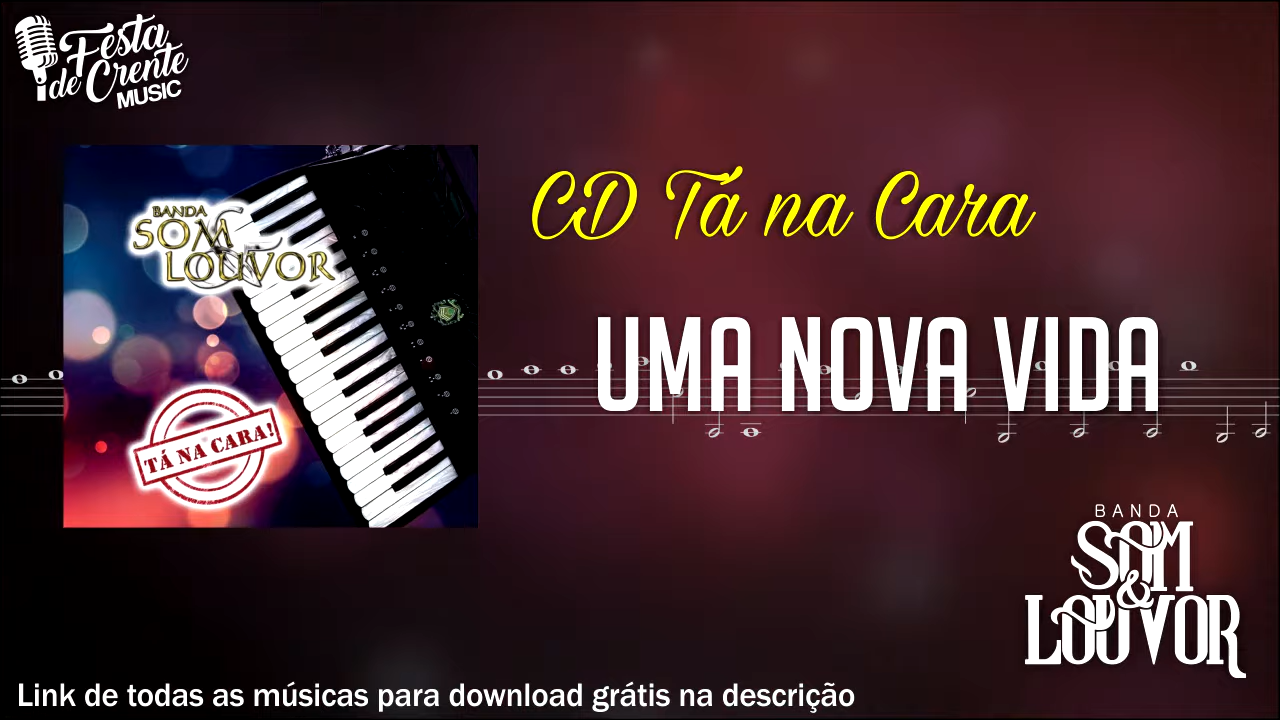 Festa
de Crente
MUSIC
CD Tá na Cara
BANDA
SOM &
LOUVOR
TÁ NA CARA!
UMA NOVA VIDA
BANDA
SOM
&
LOUVOR
Link de todas as músicas para download grátis na descrição